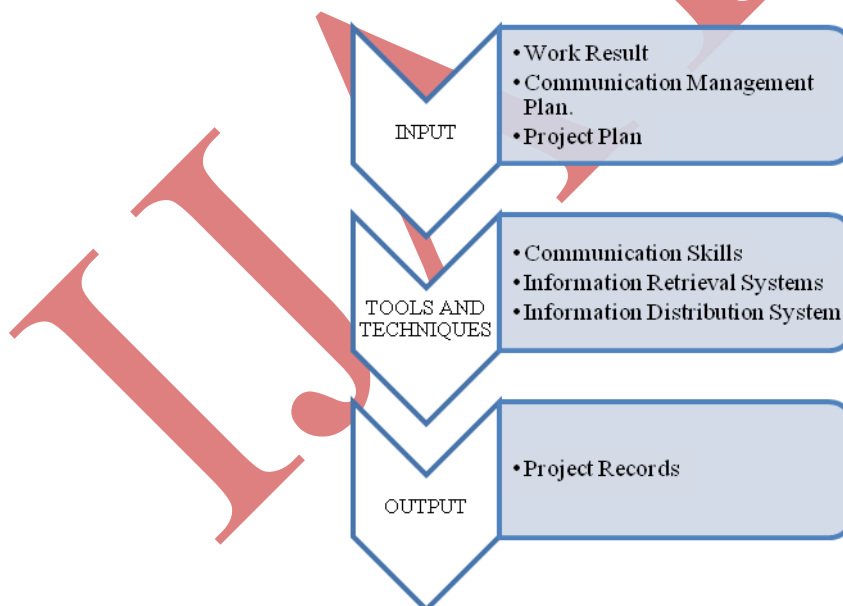 INPUT
• Work Result
• Communication Management
Plan.
• Project Plan
TOOLS AND
TECHNIQUES
• Communication Skills
• Information Retrieval Systems
• Information Distribution System
OUTPUT
• Project Records